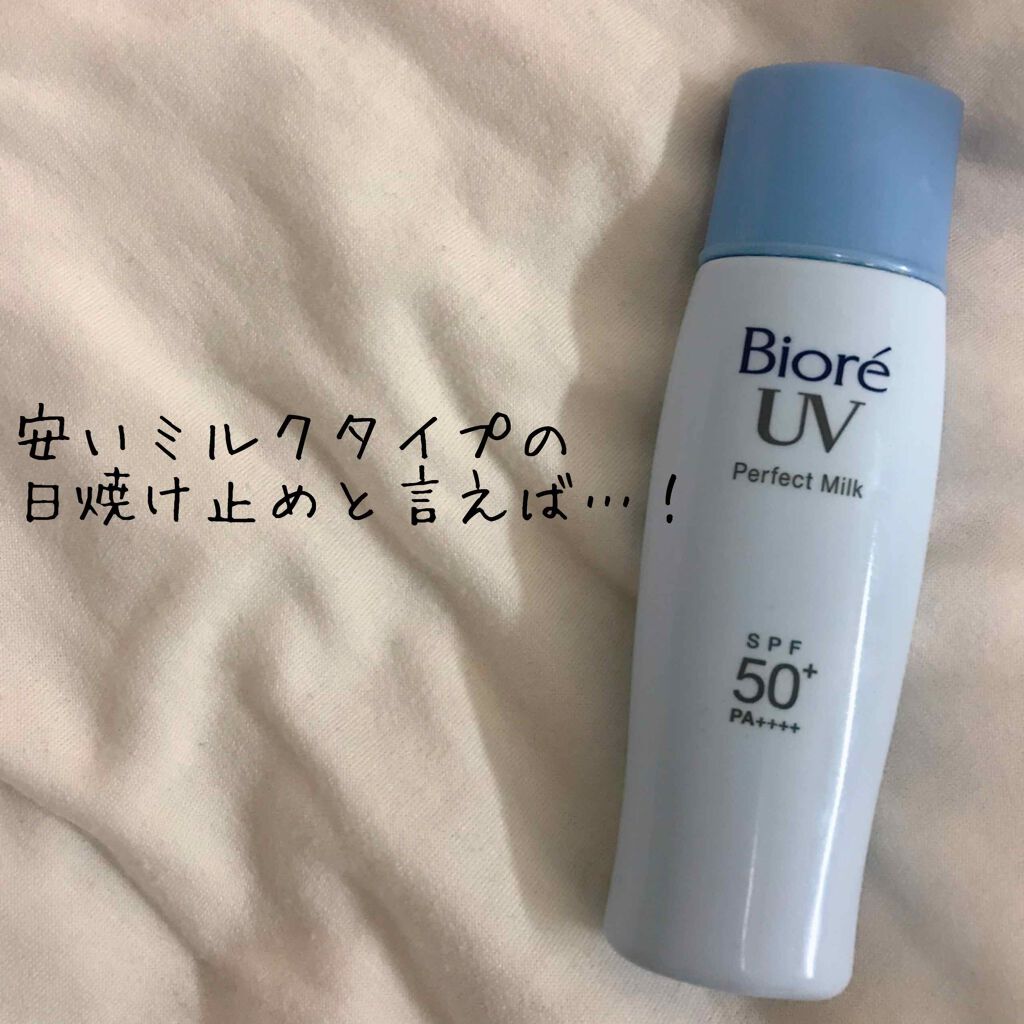 安いミルクタイプの
日焼け止めと言えば…！
Bioré
UV
Perfect Milk
SPF
50+
PA++++